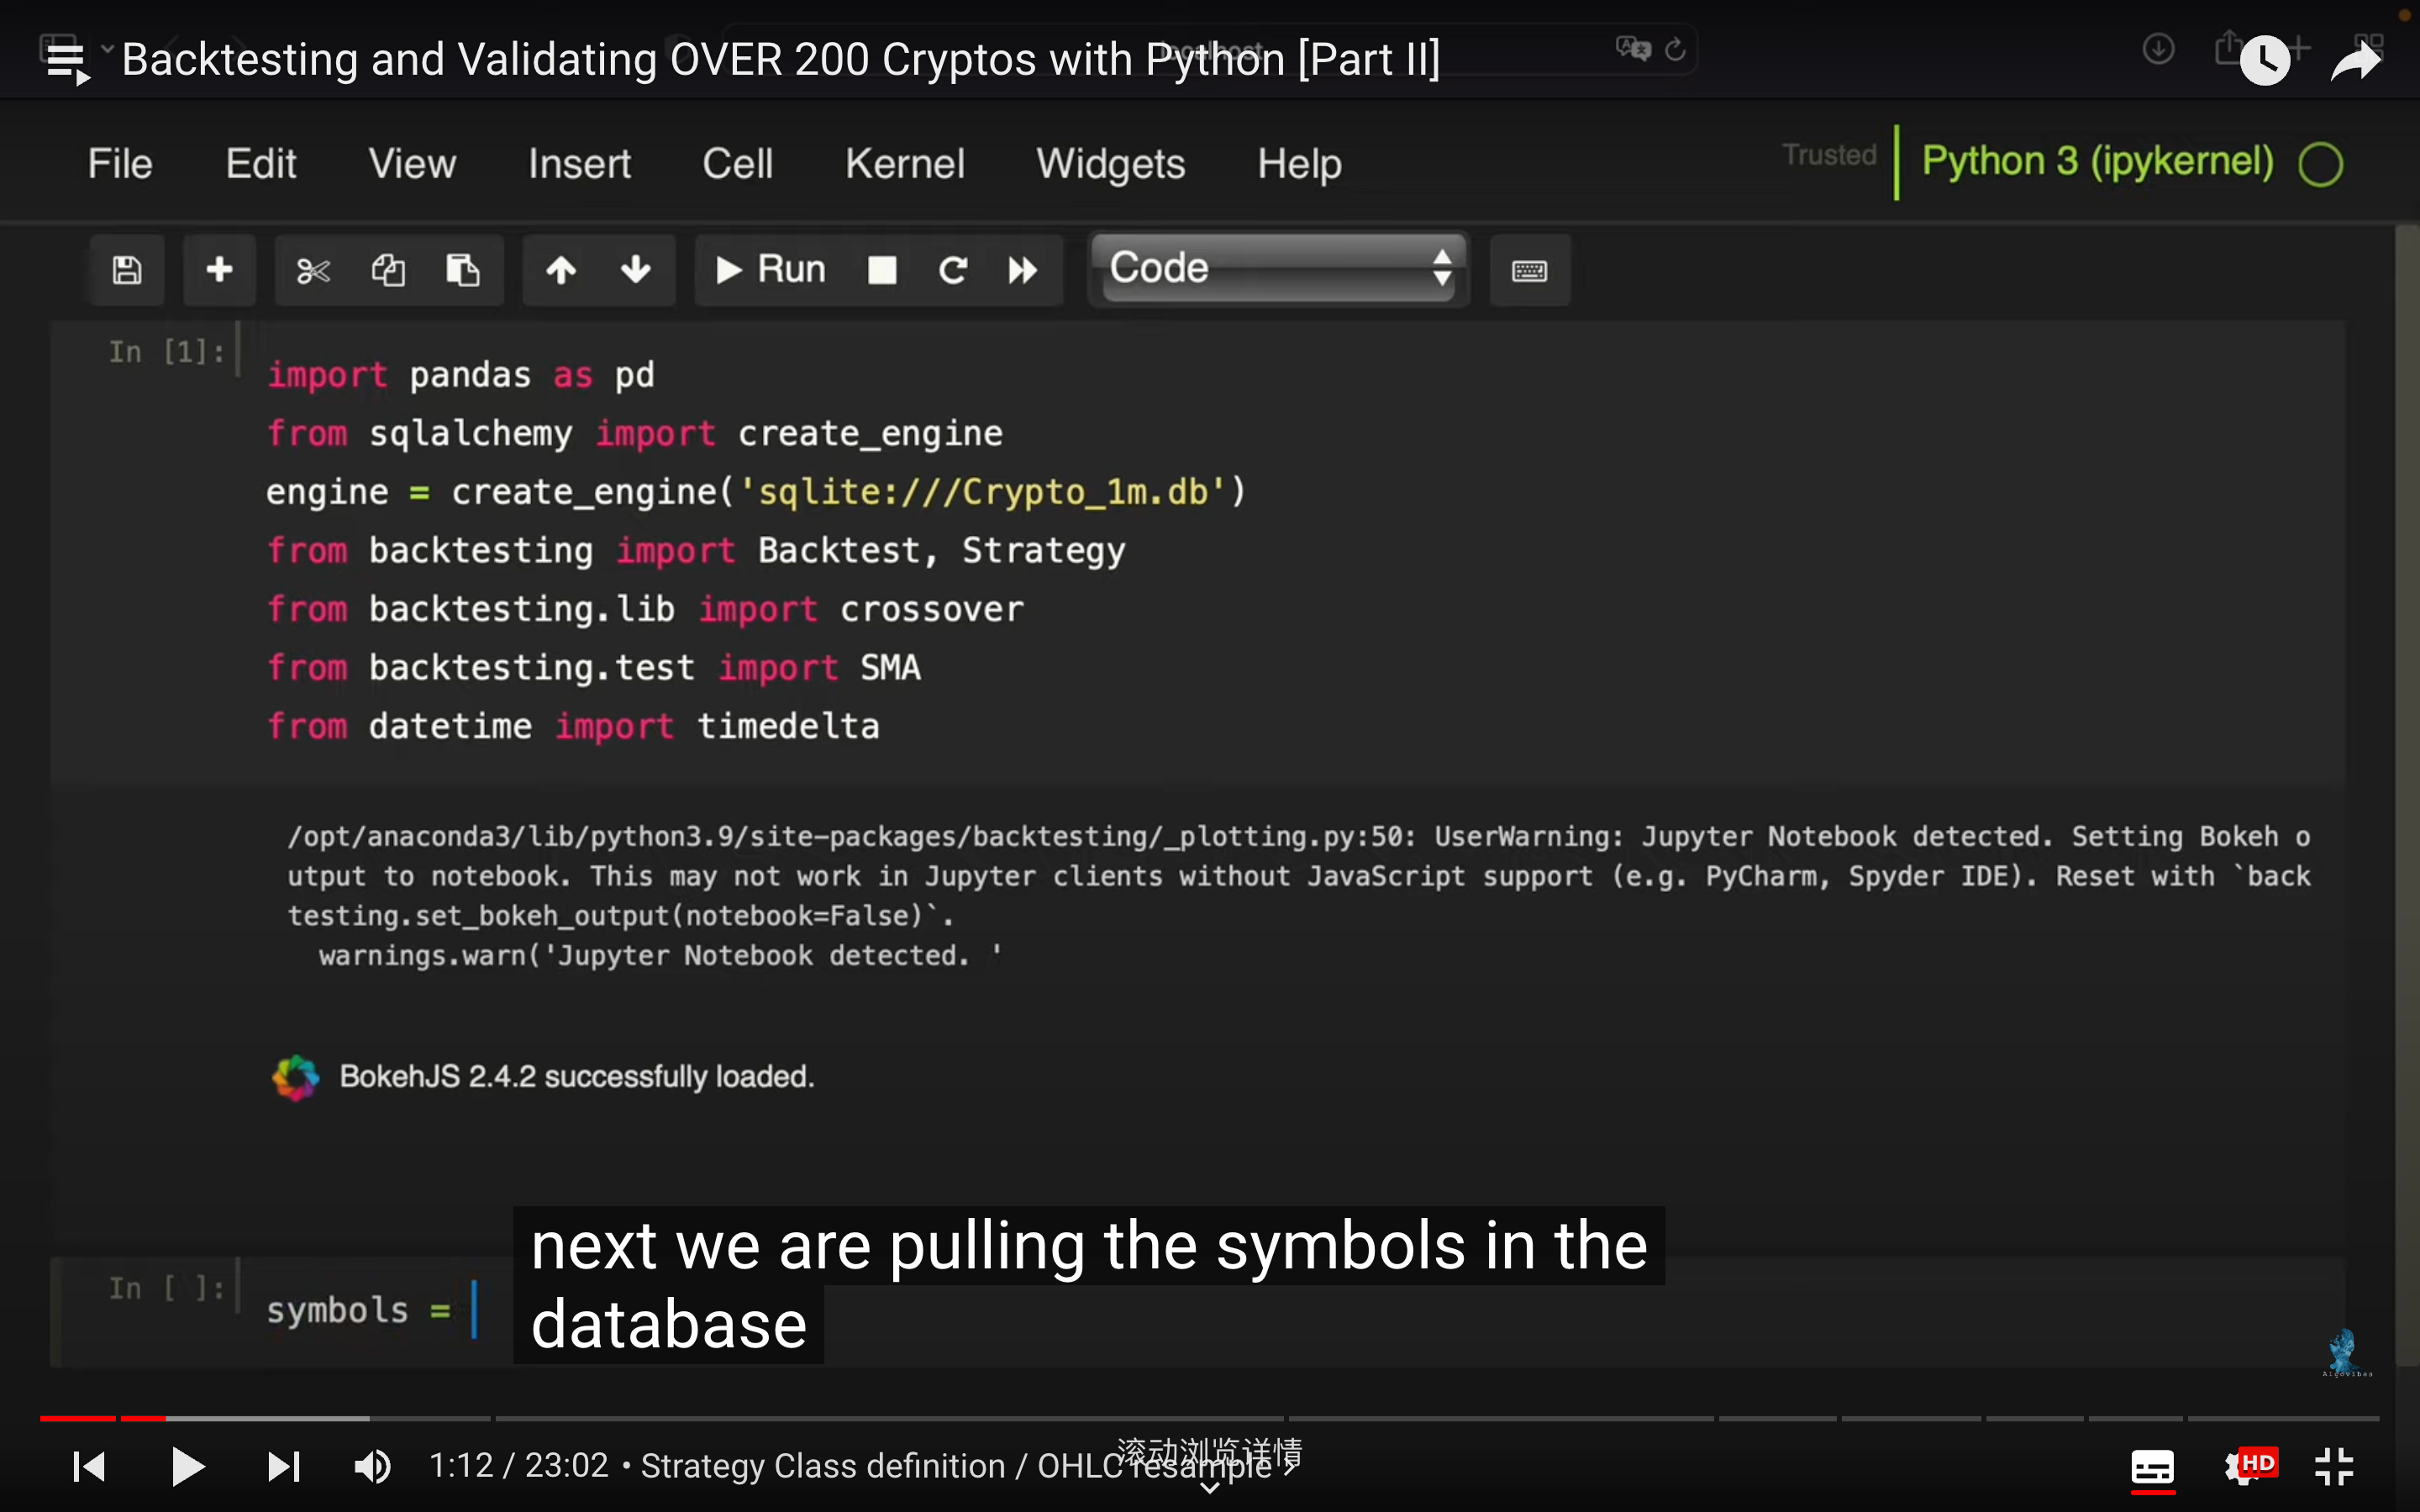 Backtesting and Validating OVER 200 Cryptos with Python [Part II]
File Edit View Insert Cell Kernel Widgets Help Trusted Python 3 (ipykernel)
Run Code
In [1]:
import pandas as pd
from sqlalchemy import create_engine
engine = create_engine('sqlite:///Crypto_1m.db')
from backtesting import Backtest, Strategy
from backtesting.lib import crossover
from backtesting.test import SMA
from datetime import timedelta
/opt/anaconda3/lib/python3.9/site-packages/backtesting/_plotting.py:50: UserWarning: Jupyter Notebook detected. Setting Bokeh o
utput to notebook. This may not work in Jupyter clients without JavaScript support (e.g. PyCharm, Spyder IDE). Reset with `back
testing.set_bokeh_output(notebook=False)`.
warnings.warn('Jupyter Notebook detected. '
BokehJS 2.4.2 successfully loaded.
next we are pulling the symbols in the
database
In [ ]:
symbols =
Algovibes
滚动浏览详情
1:12 / 23:02 • Strategy Class definition / OHLC resample
HD